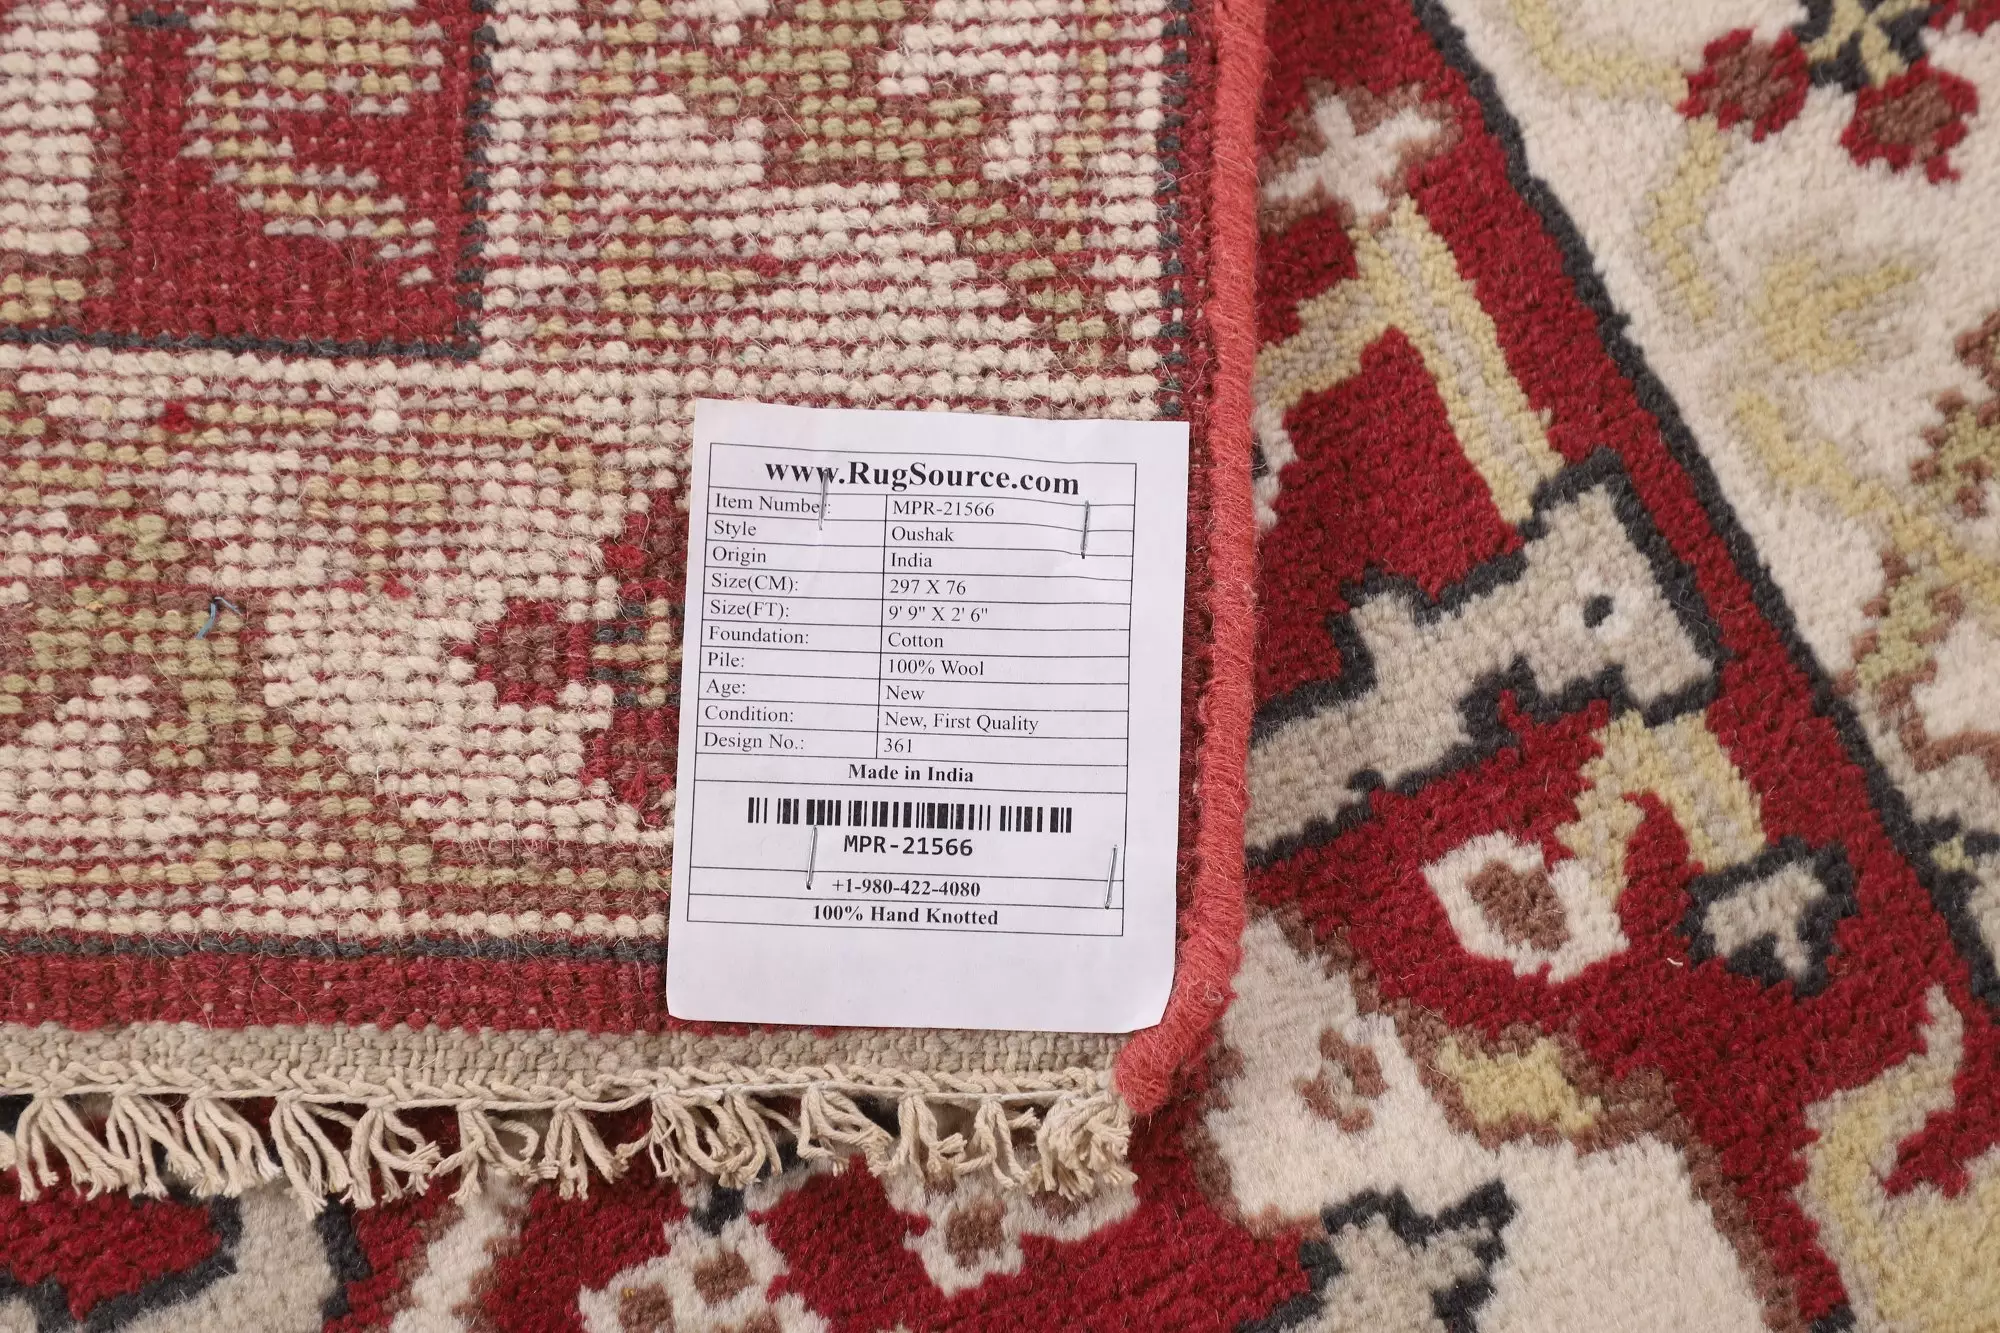 www.RugSource.com
Item Number: MPR-21566
Style Oushak
Origin India
Size(CM): 297 X 76
Size(FT): 9' 9" X 2' 6"
Foundation: Cotton
Pile: 100% Wool
Age: New
Condition: New, First Quality
Design No.: 361
Made in India
MPR-21566
+1-980-422-4080
100% Hand Knotted